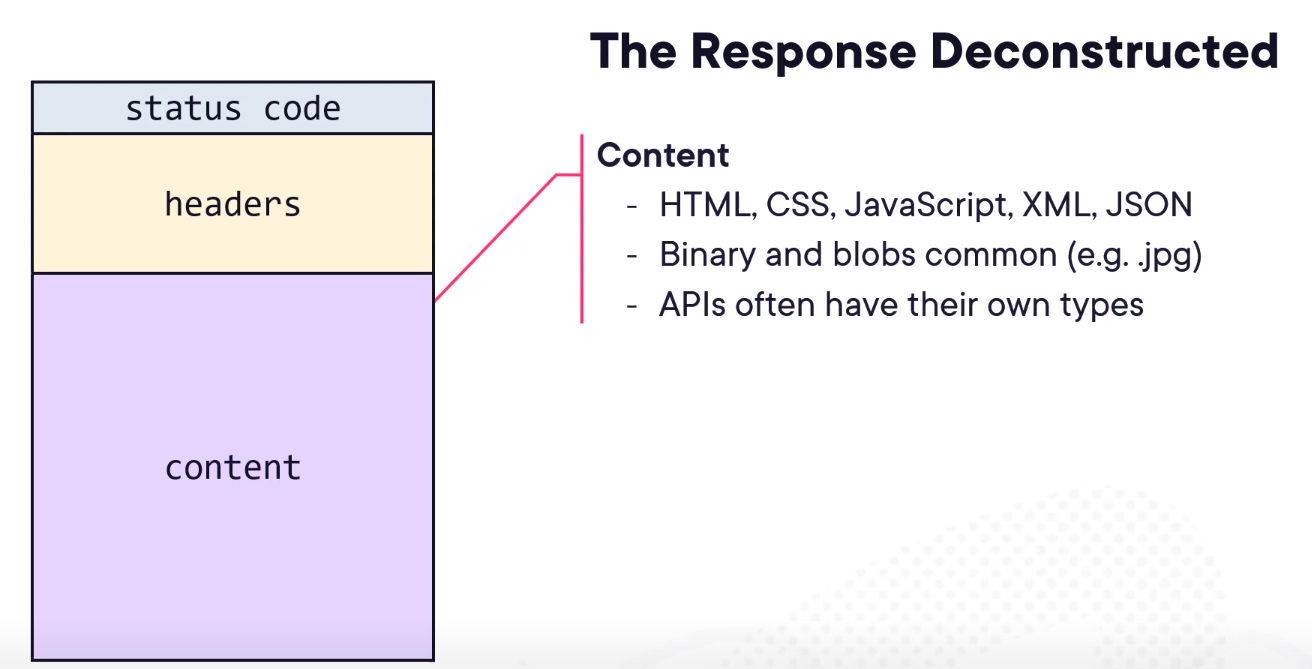 The Response Deconstructed
status code
headers
content
Content
- HTML, CSS, JavaScript, XML, JSON
- Binary and blobs common (e.g. .jpg)
- APIs often have their own types